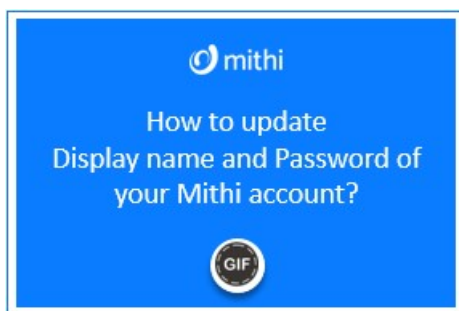 mithi
How to update
Display name and Password of
your Mithi account?
GIF